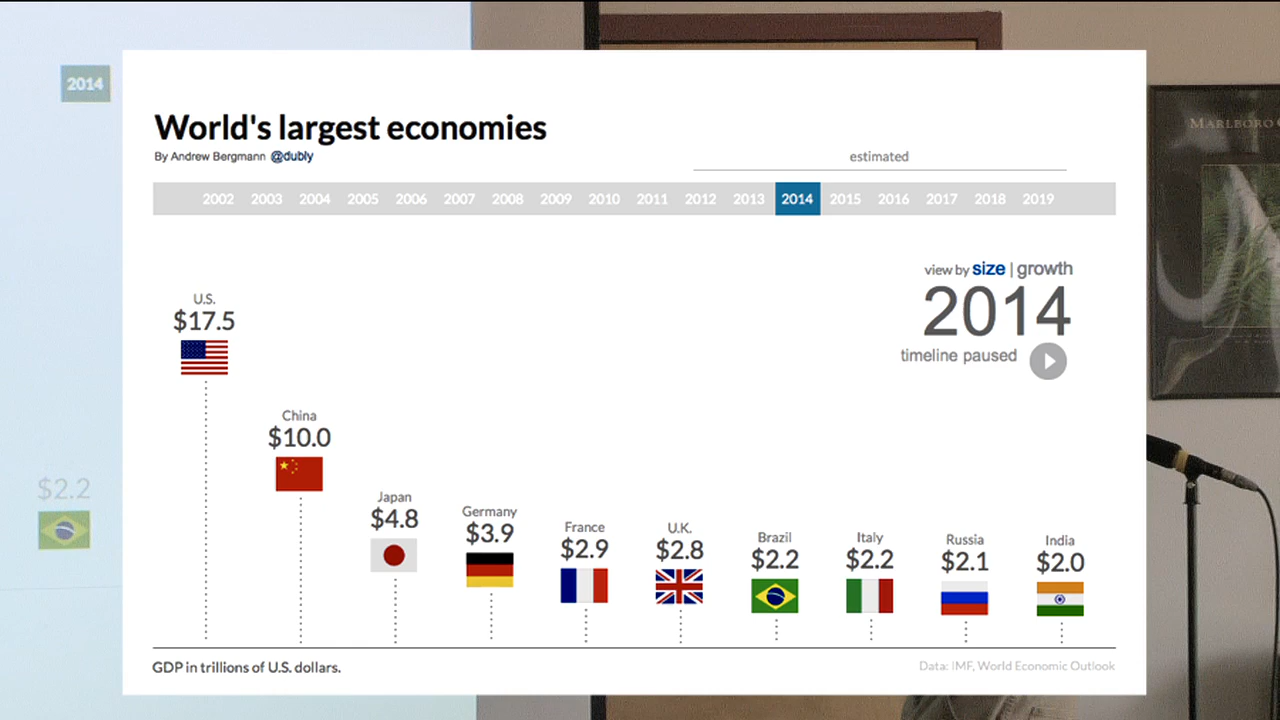 2014
World's largest economies
By Andrew Bergmann @dubly
estimated
2002 2003 2004 2005 2006 2007 2008 2009 2010 2011 2012 2013 2014 2015 2016 2017 2018 2019
view by size | growth
2014
timeline paused
U.S.
$17.5
China
$10.0
Japan
$4.8
Germany
$3.9
France
$2.9
U.K.
$2.8
Brazil
$2.2
Italy
$2.2
Russia
$2.1
India
$2.0
GDP in trillions of U.S. dollars.
Data: IMF, World Economic Outlook
$2.2
MARLBORO